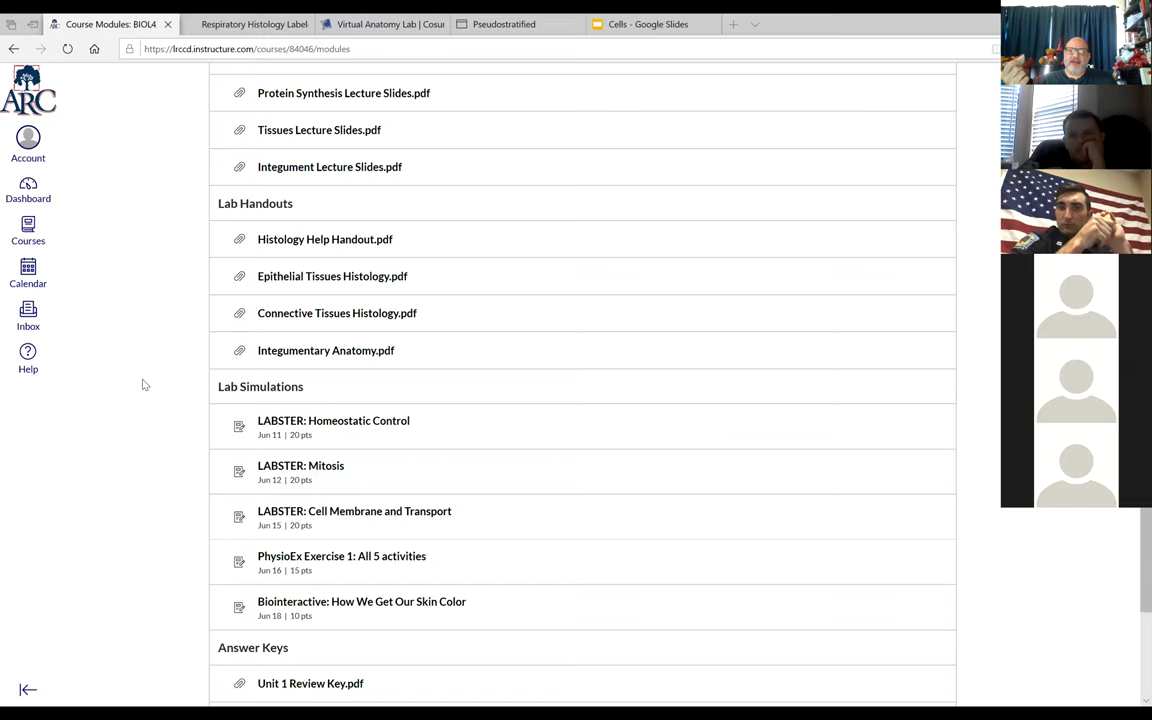 Course Modules: BIOL4
Respiratory Histology Label
Virtual Anatomy Lab | Cosur
Pseudostratified
Cells - Google Slides
https://lrccd.instructure.com/courses/84046/modules
ARC
Account
Dashboard
Courses
Calendar
Inbox
Help
Protein Synthesis Lecture Slides.pdf
Tissues Lecture Slides.pdf
Integument Lecture Slides.pdf
Lab Handouts
Histology Help Handout.pdf
Epithelial Tissues Histology.pdf
Connective Tissues Histology.pdf
Integumentary Anatomy.pdf
Lab Simulations
LABSTER: Homeostatic Control
Jun 11 | 20 pts
LABSTER: Mitosis
Jun 12 | 20 pts
LABSTER: Cell Membrane and Transport
Jun 15 | 20 pts
PhysioEx Exercise 1: All 5 activities
Jun 16 | 15 pts
Biointeractive: How We Get Our Skin Color
Jun 18 | 10 pts
Answer Keys
Unit 1 Review Key.pdf